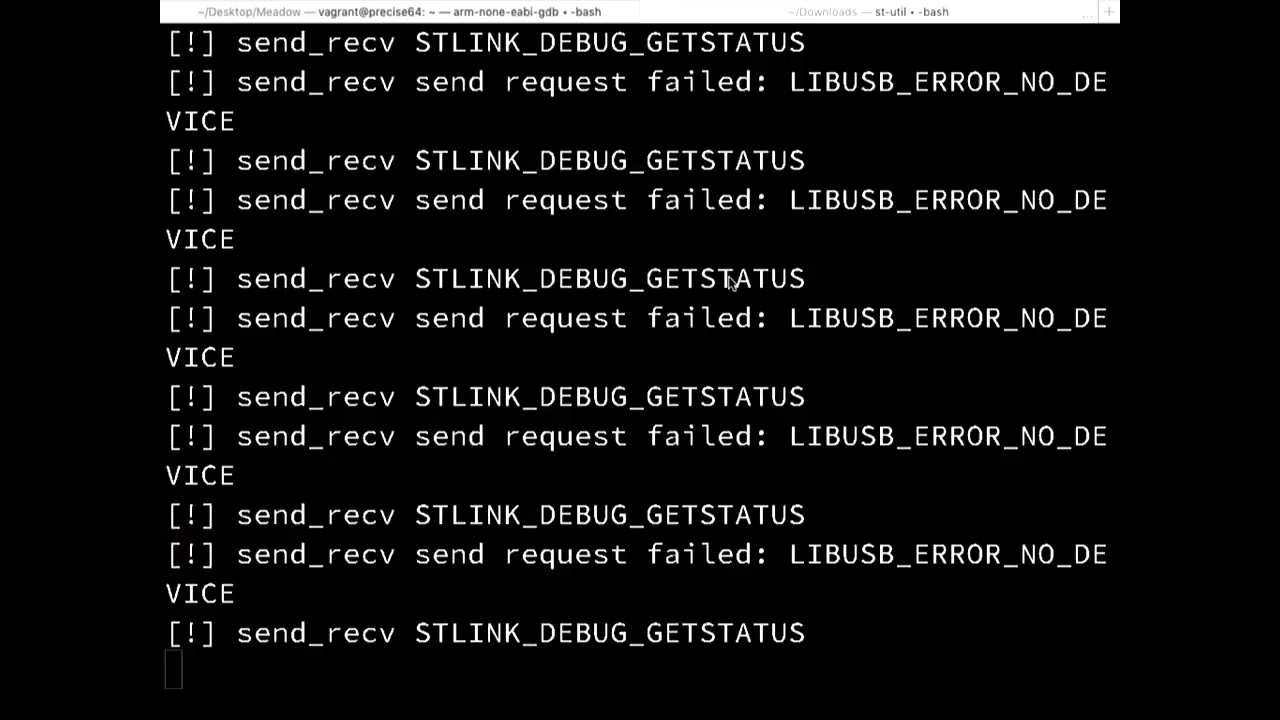 ~/Desktop/Meadow — vagrant@precise64: ~ — arm-none-eabi-gdb • -bash
~/Downloads — st-util • -bash
... +
[!] send_recv STLINK_DEBUG_GETSTATUS
[!] send_recv send request failed: LIBUSB_ERROR_NO_DE
VICE
[!] send_recv STLINK_DEBUG_GETSTATUS
[!] send_recv send request failed: LIBUSB_ERROR_NO_DE
VICE
[!] send_recv STLINK_DEBUG_GETSTATUS
[!] send_recv send request failed: LIBUSB_ERROR_NO_DE
VICE
[!] send_recv STLINK_DEBUG_GETSTATUS
[!] send_recv send request failed: LIBUSB_ERROR_NO_DE
VICE
[!] send_recv STLINK_DEBUG_GETSTATUS
[!] send_recv send request failed: LIBUSB_ERROR_NO_DE
VICE
[!] send_recv STLINK_DEBUG_GETSTATUS